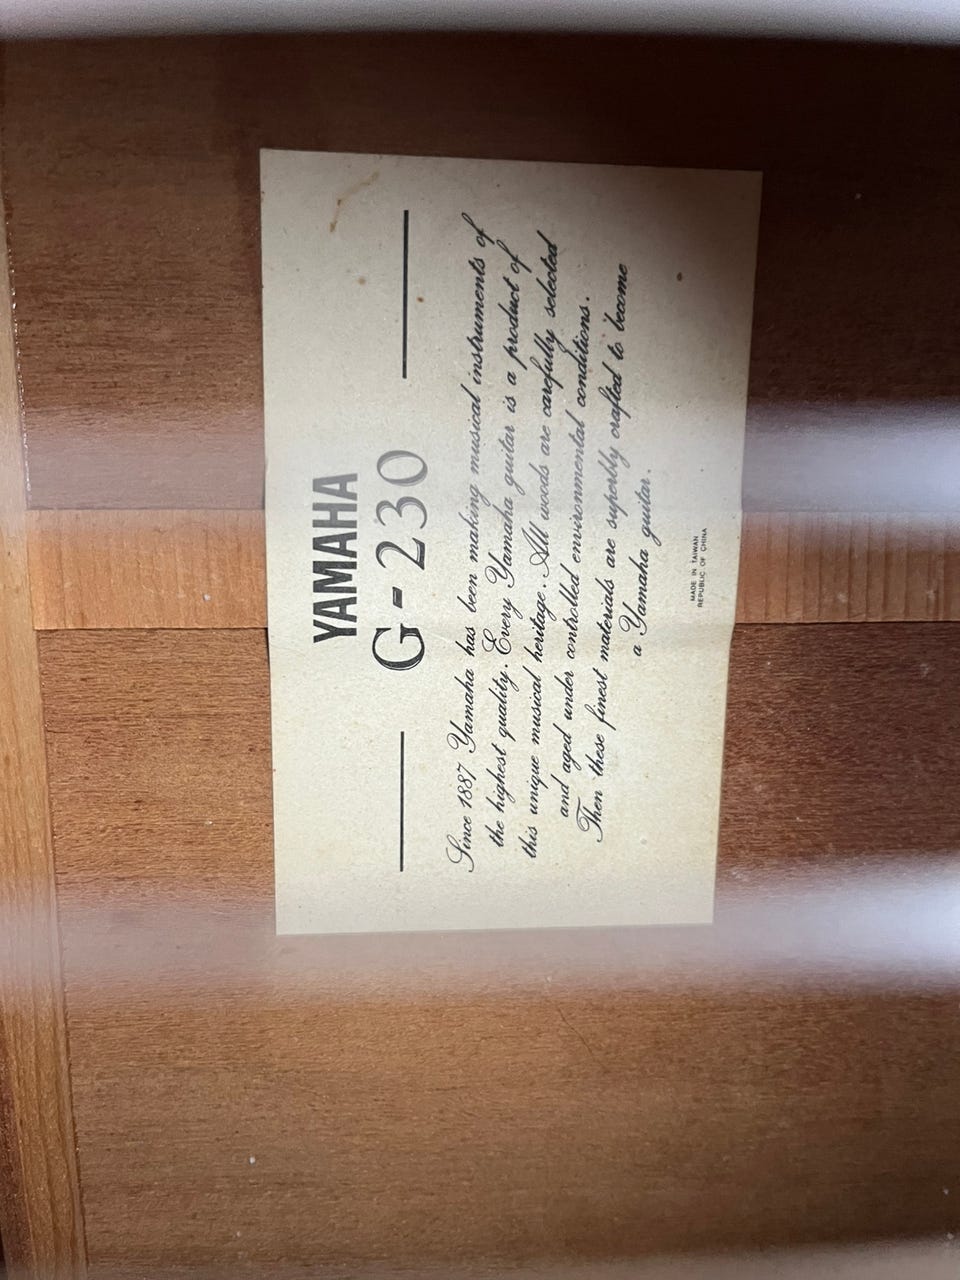 YAMAHA
G-230
Since 1887 Yamaha has been making musical instruments of
the highest quality. Every Yamaha guitar is a product of
this unique musical heritage. All woods are carefully selected
and aged under controlled environmental conditions.
Then these finest materials are superbly crafted to become
a Yamaha guitar.
MADE IN TAIWAN
REPUBLIC OF CHINA